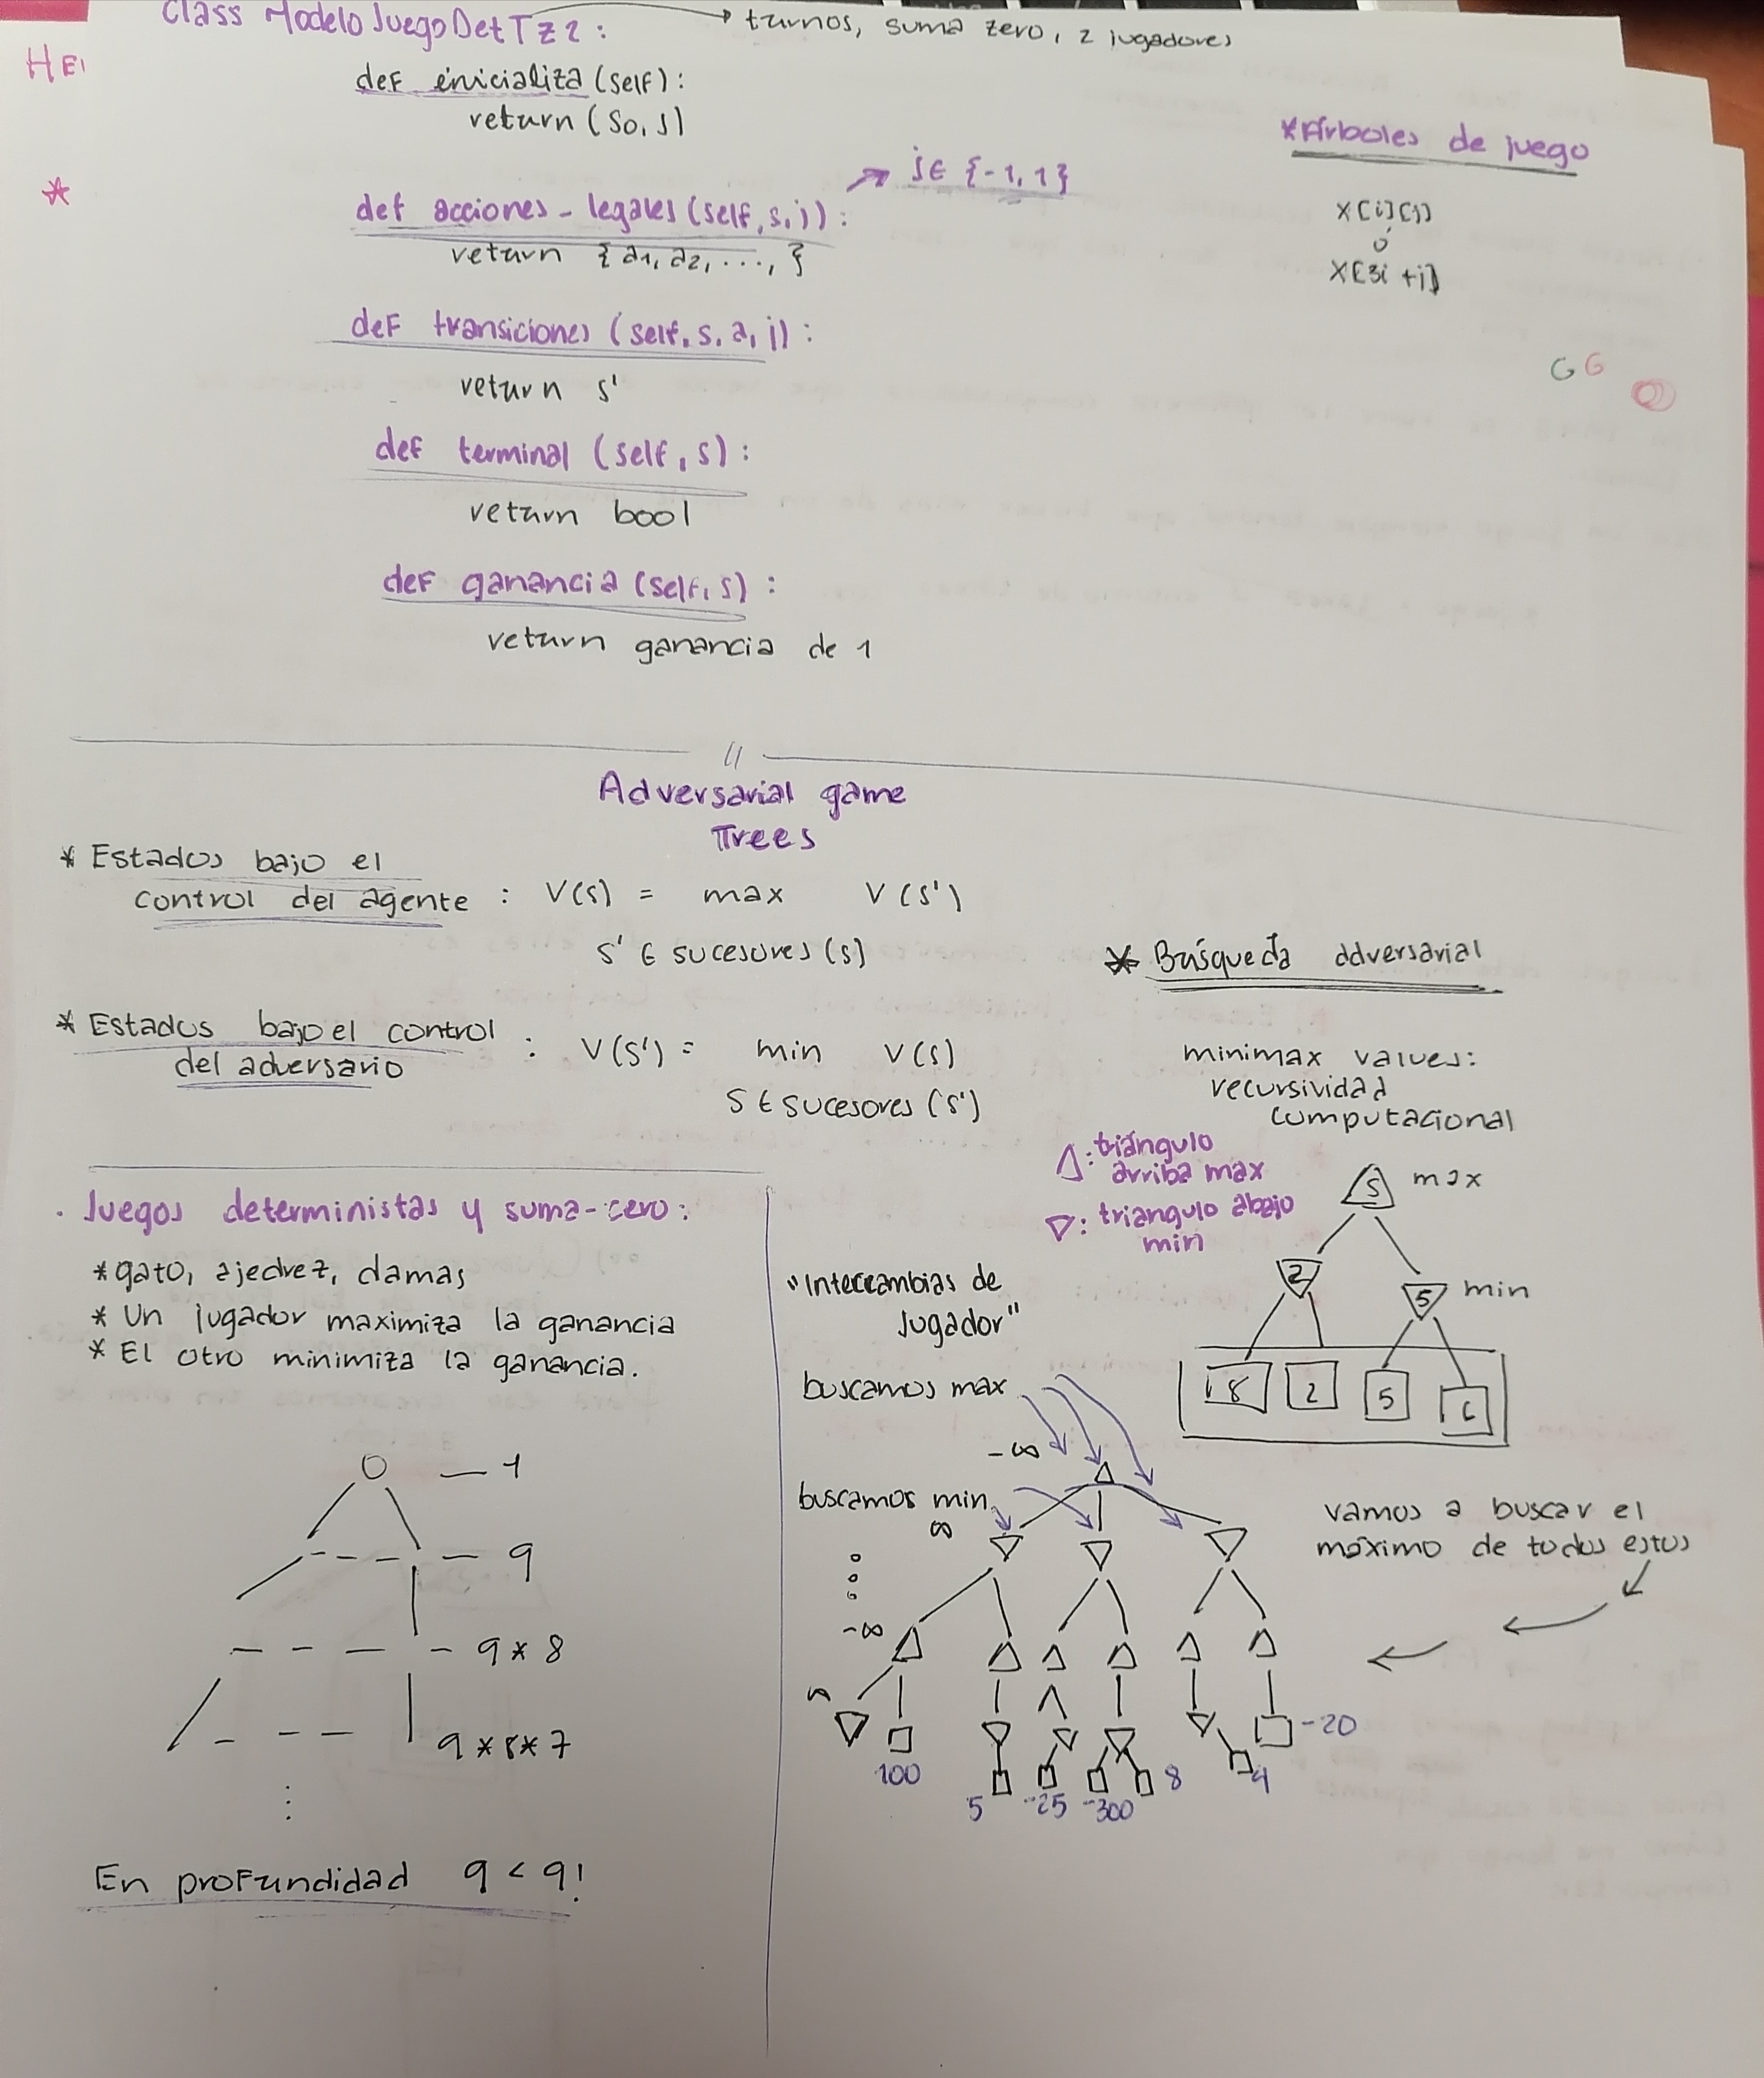 Class ModeloJuegoDetTZ2: → turnos, suma zero, 2 jugadores
HEI
def inicializa (self):
return (s0, j)
*Árboles de juego
→ j ∈ {-1, 1}
def acciones_legales (self, s, j):
return {a1, a2, ..., }
x[i][j]
ó
x[3i + j]
def transiciones (self, s, a, j):
return s'
GG
def terminal (self, s):
return bool
def ganancia (self, s):
return ganancia de 1
Adversarial game
Trees
* Estados bajo el
control del agente : V(s) = max V(s')
s' ∈ sucesores (s)
* Búsqueda adversarial
* Estados bajo el control
del adversario : V(s') = min V(s)
s ∈ sucesores (s')
minimax values:
recursividad
computacional
△: triángulo
arriba max
▽: triangulo abajo
min
S max
2
5 min
8 2 5 6
. Juegos deterministas y suma-cero:
* gato, ajedrez, damas
* Un jugador maximiza la ganancia
* El otro minimiza la ganancia.
"Intercambias de
Jugador"
buscamos max
-∞
buscamos min
∞
-∞
∞
100
5
-25
-300
8
-20
vamos a buscar el
máximo de todos estos
— 1
— 9
— 9 * 8
9 * 8 * 7
⋮
En profundidad 9 < 9!